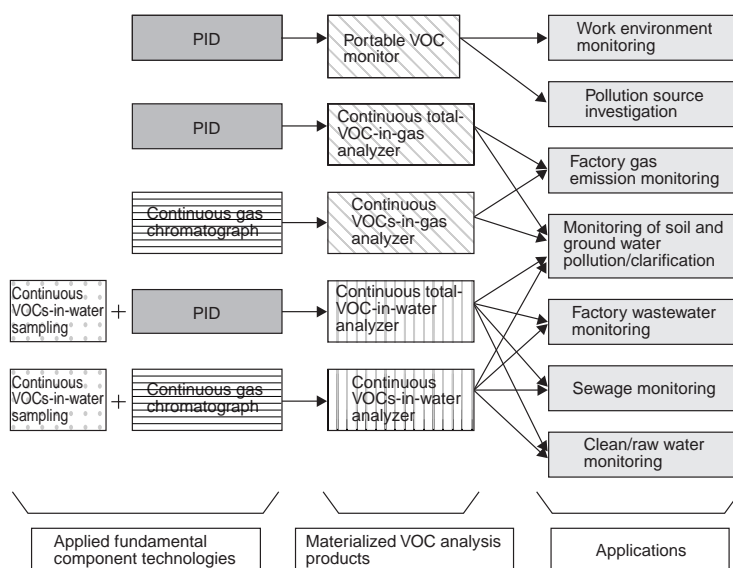 PID
Portable VOC
monitor
Work environment
monitoring
Pollution source
investigation
PID
Continuous total-
VOC-in-gas
analyzer
Factory gas
emission monitoring
Continuous gas
chromatograph
Continuous
VOCs-in-gas
analyzer
Monitoring of soil and
ground water
pollution/clarification
Continuous
VOCs-in-water
sampling
+
PID
Continuous total-
VOC-in-water
analyzer
Factory wastewater
monitoring
Continuous
VOCs-in-water
sampling
+
Continuous gas
chromatograph
Continuous
VOCs-in-water
analyzer
Sewage monitoring
Clean/raw water
monitoring
Applied fundamental
component technologies
Materialized VOC analysis
products
Applications